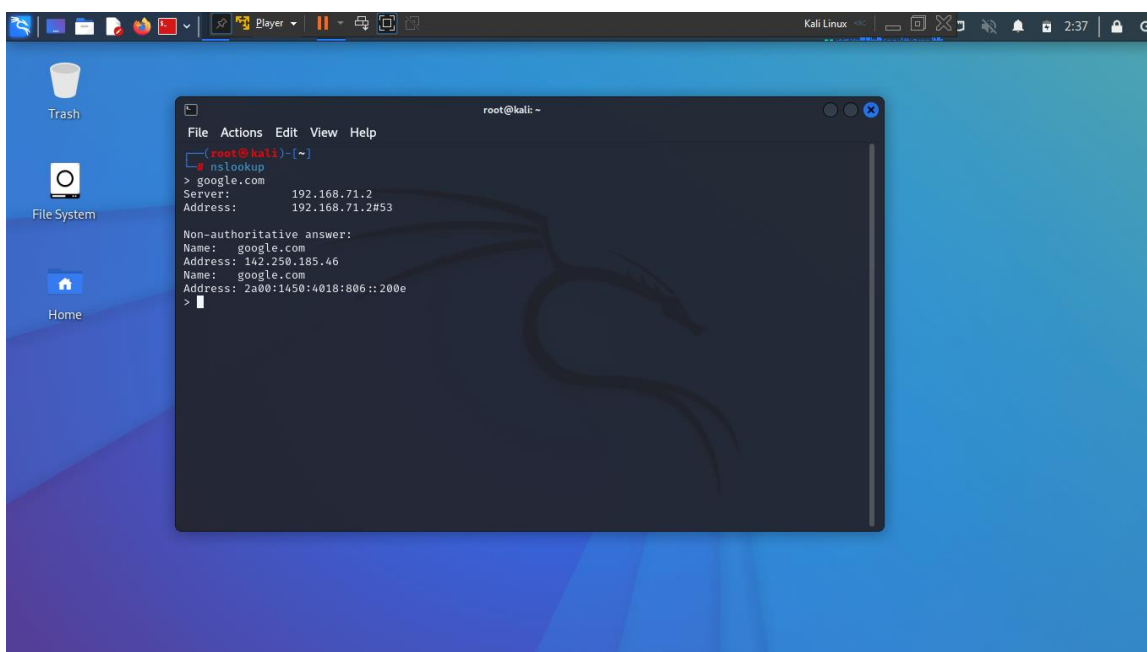 Player
Kali Linux
2:37
Trash
File System
Home
root@kali: ~
File Actions Edit View Help
(root㉿kali)-[~]
# nslookup
> google.com
Server: 192.168.71.2
Address: 192.168.71.2#53
Non-authoritative answer:
Name: google.com
Address: 142.250.185.46
Name: google.com
Address: 2a00:1450:4018:806::200e
>